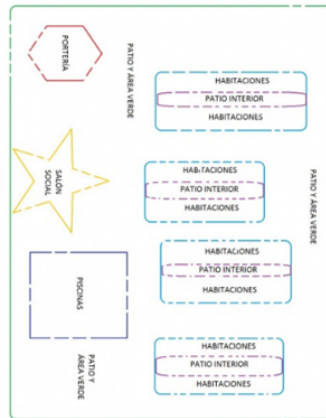 PORTERÍA
PATIO Y ÁREA VERDE
HABITACIONES
PATIO INTERIOR
HABITACIONES
SALÓN
SOCIAL
HABITACIONES
PATIO INTERIOR
HABITACIONES
PATIO Y ÁREA VERDE
PISCINAS
HABITACIONES
PATIO INTERIOR
HABITACIONES
PATIO Y
ÁREA VERDE
HABITACIONES
PATIO INTERIOR
HABITACIONES